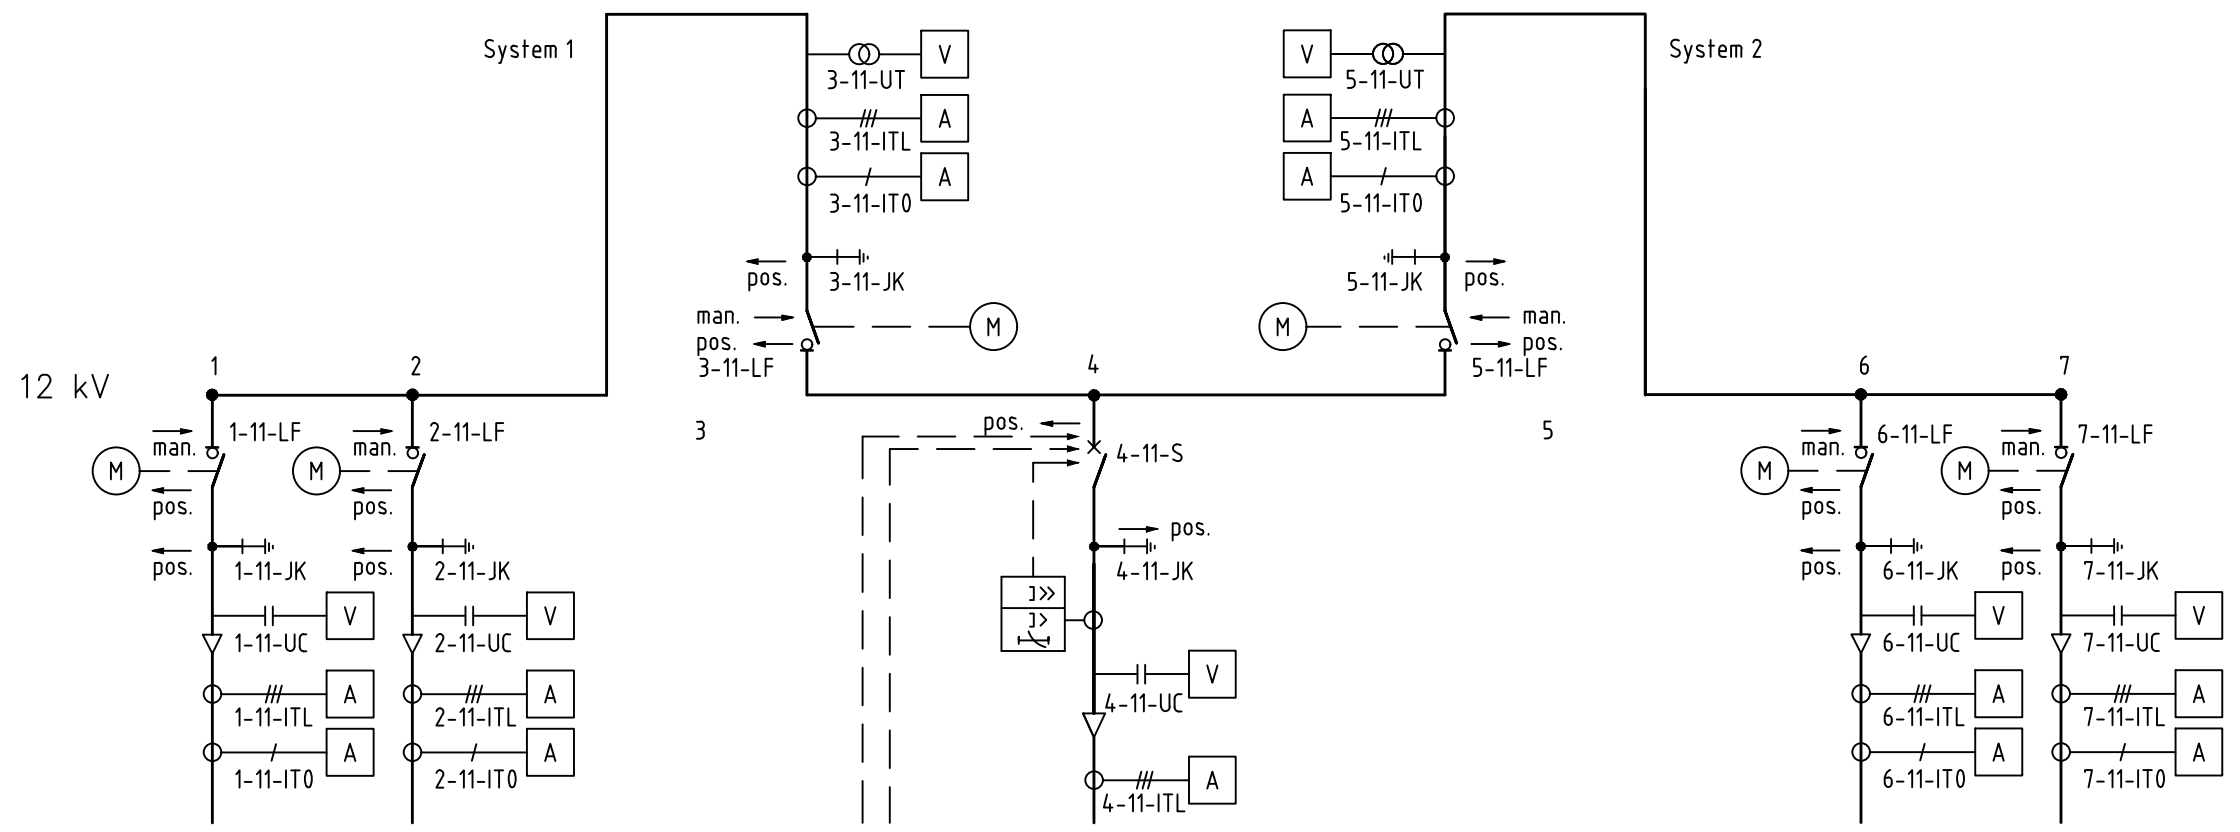 System 1
V
3-11-UT
A
3-11-ITL
A
3-11-IT0
pos.
3-11-JK
man.
pos.
3-11-LF
M
System 2
V
5-11-UT
A
5-11-ITL
A
5-11-IT0
5-11-JK
pos.
M
man.
pos.
5-11-LF
12 kV
1
2
3
4
5
6
7
1-11-LF
man.
M
pos.
pos.
1-11-JK
V
1-11-UC
A
1-11-ITL
A
1-11-IT0
2-11-LF
man.
M
pos.
pos.
2-11-JK
V
2-11-UC
A
2-11-ITL
A
2-11-IT0
pos.
4-11-S
pos.
4-11-JK
I>>
I>
V
4-11-UC
A
4-11-ITL
6-11-LF
man.
M
pos.
pos.
6-11-JK
V
6-11-UC
A
6-11-ITL
A
6-11-IT0
7-11-LF
man.
M
pos.
pos.
7-11-JK
V
7-11-UC
A
7-11-ITL
A
7-11-IT0